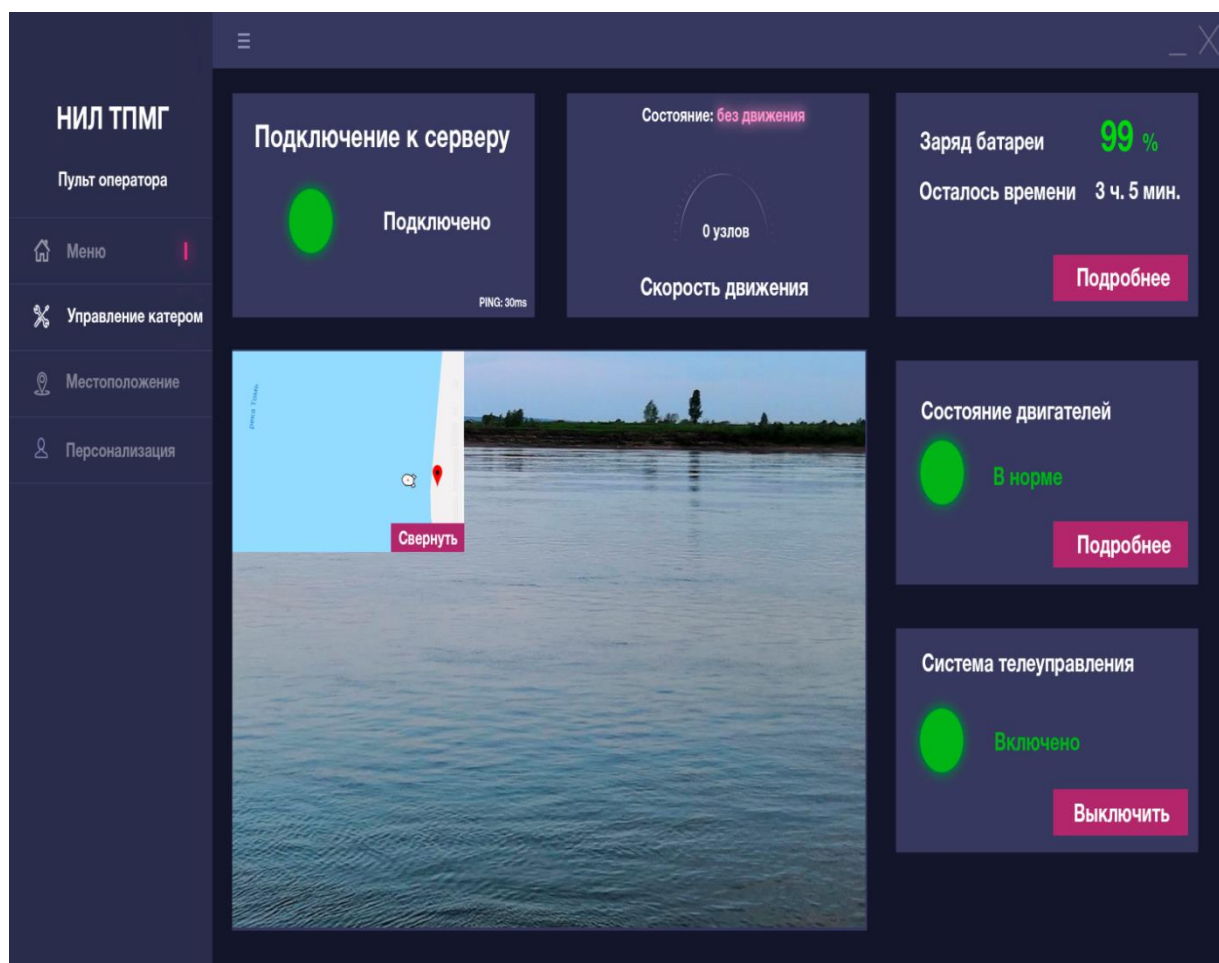 НИЛ ТПМГ
Пульт оператора
Меню
Управление катером
Местоположение
Персонализация
Подключение к серверу
Подключено
PING: 30ms
Состояние: без движения
0 узлов
Скорость движения
Заряд батареи 99 %
Осталось времени 3 ч. 5 мин.
Подробнее
река Томь
Свернуть
Состояние двигателей
В норме
Подробнее
Система телеуправления
Включено
Выключить